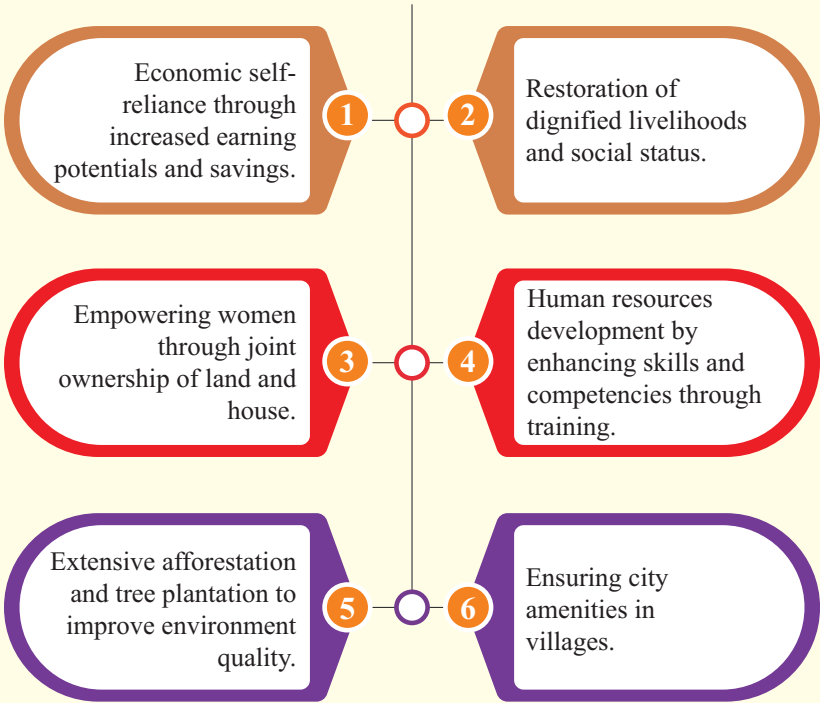 Economic self-
reliance through
increased earning
potentials and savings.
1
2
Restoration of
dignified livelihoods
and social status.
Empowering women
through joint
ownership of land and
house.
3
4
Human resources
development by
enhancing skills and
competencies through
training.
Extensive afforestation
and tree plantation to
improve environment
quality.
5
6
Ensuring city
amenities in
villages.